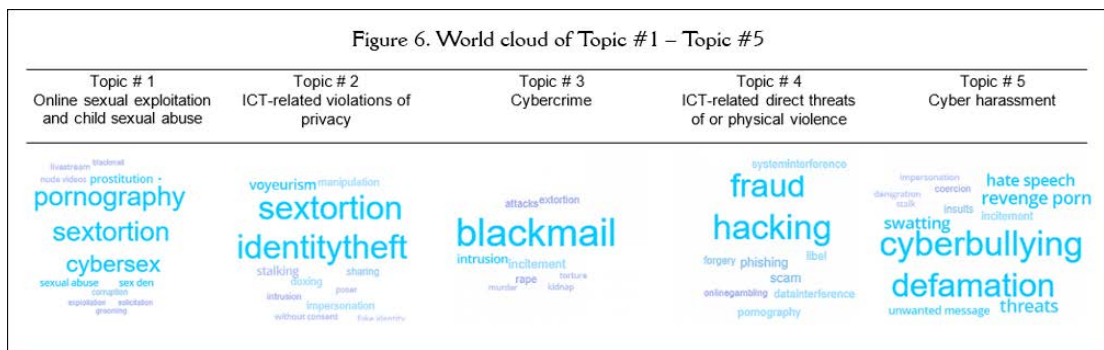 Figure 6. World cloud of Topic #1 – Topic #5
Topic # 1
Online sexual exploitation
and child sexual abuse
Topic # 2
ICT-related violations of
privacy
Topic # 3
Cybercrime
Topic # 4
ICT-related direct threats
of or physical violence
Topic # 5
Cyber harassment
livestream blackmail
nude videos prostitution
pornography
sextortion
cybersex
sexual abuse sex den
corruption
exploitation solicitation
grooming
voyeurism manipulation
sextortion
identitytheft
stalking sharing
doxing
intrusion poser
impersonation
without consent Fake identity
attacks extortion
blackmail
intrusion incitement
rape torture
murder kidnap
systeminterference
fraud
hacking
forgery phishing libel
scam
onlinegambling datainterference
pornography
impersonation hate speech
denigration coercion revenge porn
stalk insults
swatting incitement
cyberbullying
defamation
unwanted message threats